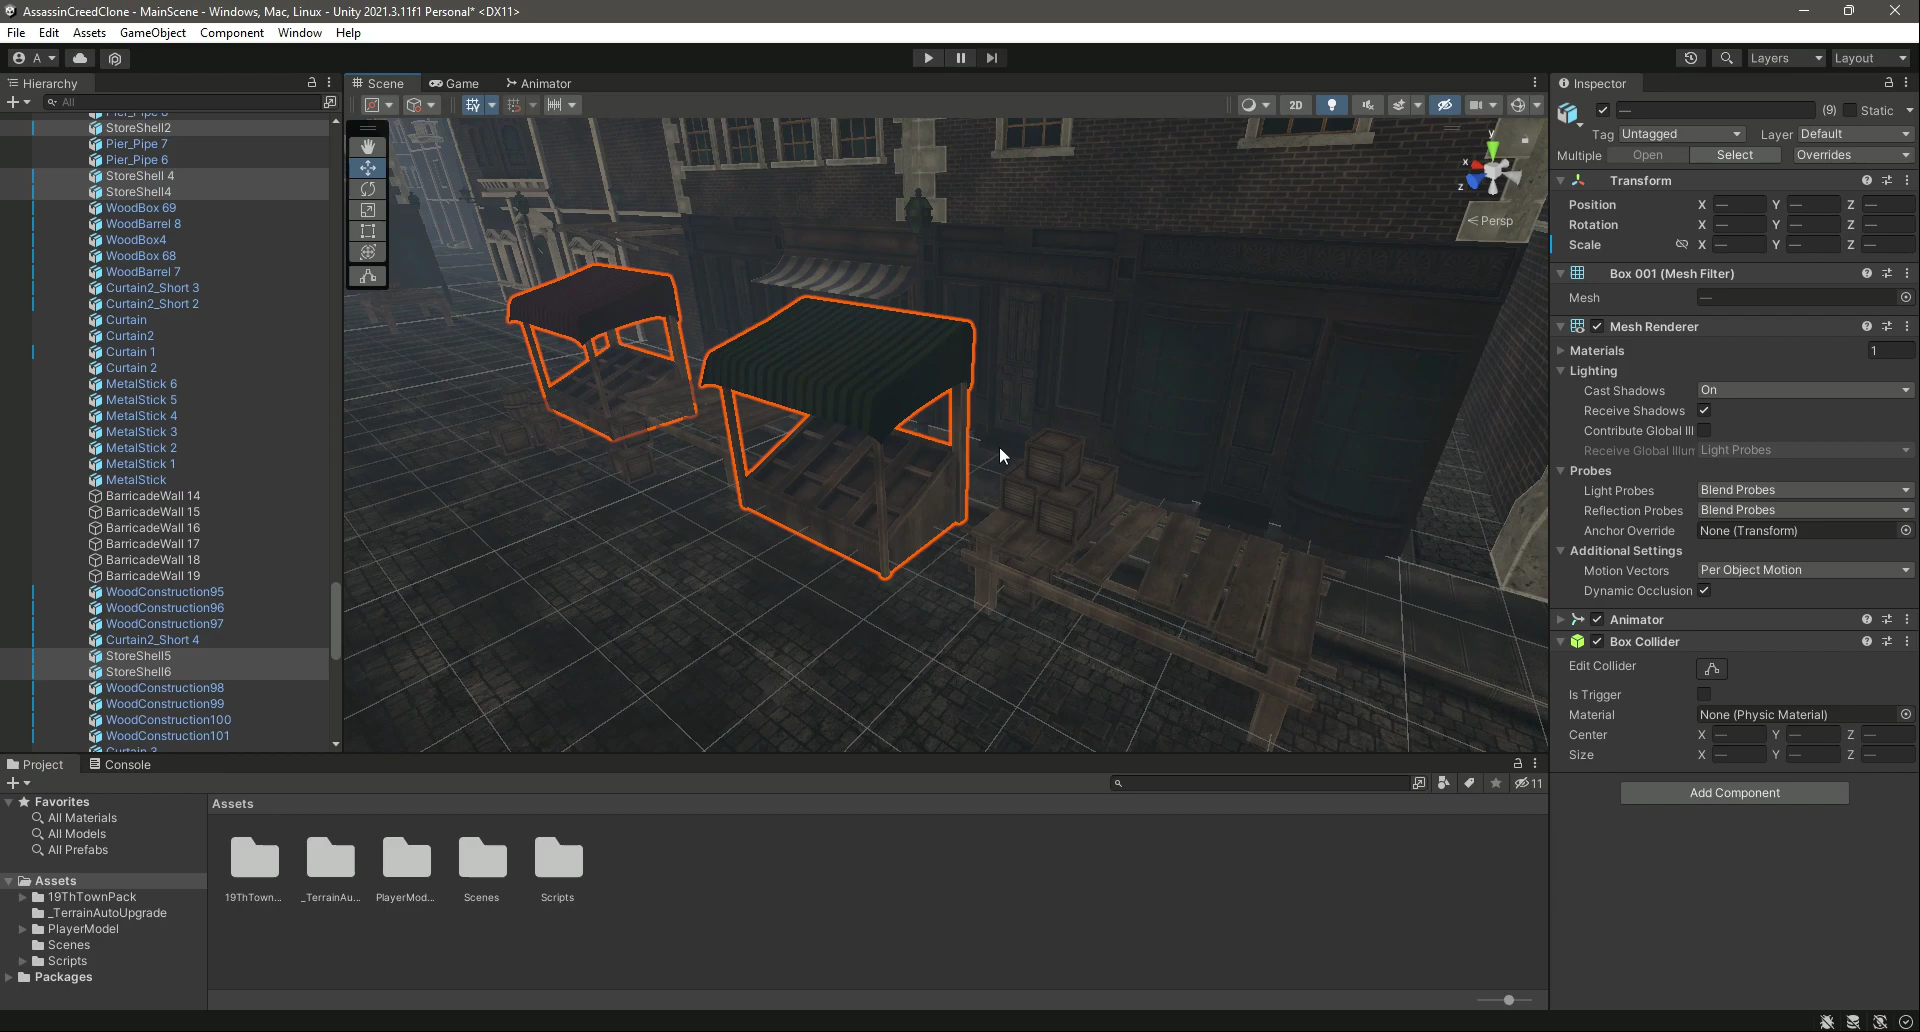 AssassinCreedClone - MainScene - Windows, Mac, Linux - Unity 2021.3.11f1 Personal* <DX11>
File Edit Assets GameObject Component Window Help
A
Layers
Layout
Hierarchy
All
StoreShell2
Pier_Pipe 7
Pier_Pipe 6
StoreShell 4
StoreShell4
WoodBox 69
WoodBarrel 8
WoodBox4
WoodBox 68
WoodBarrel 7
Curtain2_Short 3
Curtain2_Short 2
Curtain
Curtain2
Curtain 1
Curtain 2
MetalStick 6
MetalStick 5
MetalStick 4
MetalStick 3
MetalStick 2
MetalStick 1
MetalStick
BarricadeWall 14
BarricadeWall 15
BarricadeWall 16
BarricadeWall 17
BarricadeWall 18
BarricadeWall 19
WoodConstruction95
WoodConstruction96
WoodConstruction97
Curtain2_Short 4
StoreShell5
StoreShell6
WoodConstruction98
WoodConstruction99
WoodConstruction100
WoodConstruction101
Scene
Game
Animator
2D
y
x
z
< Persp
Inspector
— (9) Static
Tag Untagged Layer Default
Multiple Open Select Overrides
Transform
Position X — Y — Z —
Rotation X — Y — Z —
Scale X — Y — Z —
Box 001 (Mesh Filter)
Mesh —
Mesh Renderer
Materials 1
Lighting
Cast Shadows On
Receive Shadows
Contribute Global Ill
Receive Global Illun Light Probes
Probes
Light Probes Blend Probes
Reflection Probes Blend Probes
Anchor Override None (Transform)
Additional Settings
Motion Vectors Per Object Motion
Dynamic Occlusion
Animator
Box Collider
Edit Collider
Is Trigger
Material None (Physic Material)
Center X — Y — Z —
Size X — Y — Z —
Add Component
Project
Console
11
Favorites
All Materials
All Models
All Prefabs
Assets
19ThTownPack
_TerrainAutoUpgrade
PlayerModel
Scenes
Scripts
Packages
Assets
19ThTown...
_TerrainAu...
PlayerMod...
Scenes
Scripts